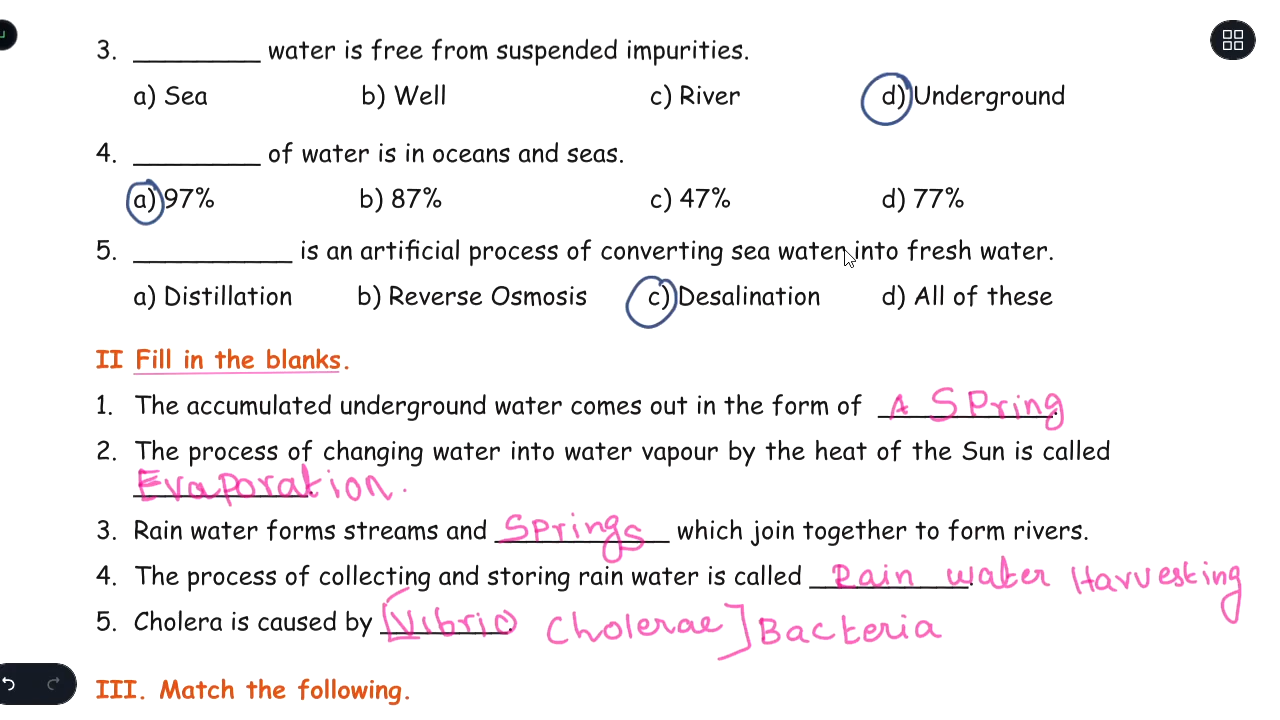 3. __________ water is free from suspended impurities.
a) Sea b) Well c) River d) Underground
4. __________ of water is in oceans and seas.
a) 97% b) 87% c) 47% d) 77%
5. ____________ is an artificial process of converting sea water into fresh water.
a) Distillation b) Reverse Osmosis c) Desalination d) All of these
II Fill in the blanks.
1. The accumulated underground water comes out in the form of A Spring.
2. The process of changing water into water vapour by the heat of the Sun is called
Evaporation.
3. Rain water forms streams and Springs which join together to form rivers.
4. The process of collecting and storing rain water is called Rain water Harvesting
5. Cholera is caused by [Vibrio Cholerae] Bacteria
III. Match the following.